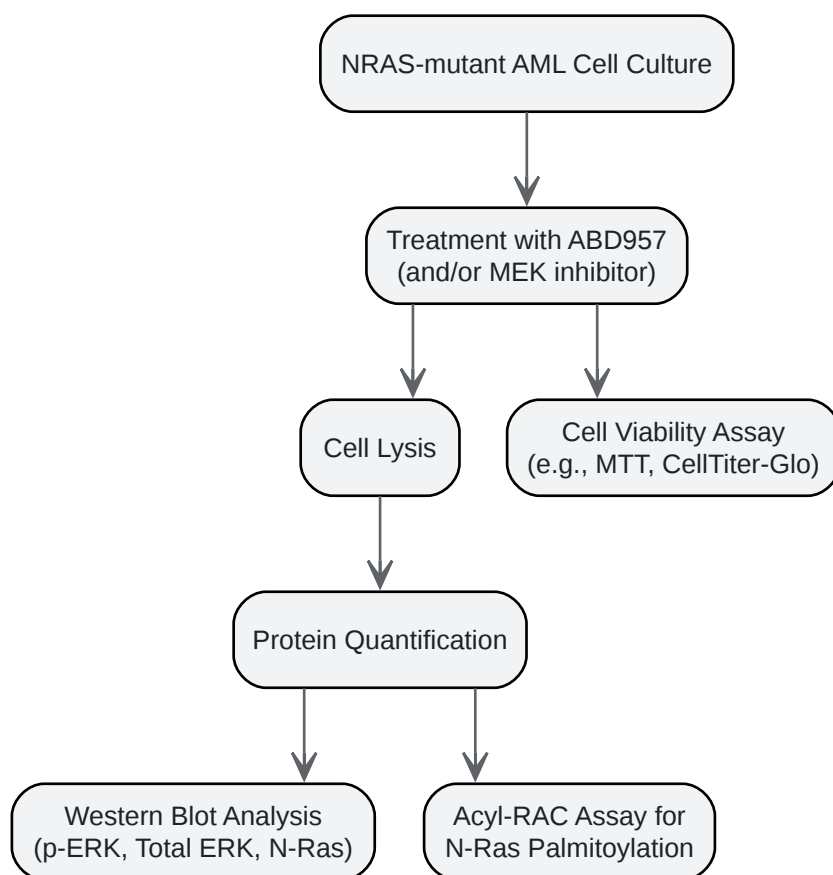 NRAS-mutant AML Cell Culture
Treatment with ABD957
(and/or MEK inhibitor)
Cell Lysis
Cell Viability Assay
(e.g., MTT, CellTiter-Glo)
Protein Quantification
Western Blot Analysis
(p-ERK, Total ERK, N-Ras)
Acyl-RAC Assay for
N-Ras Palmitoylation